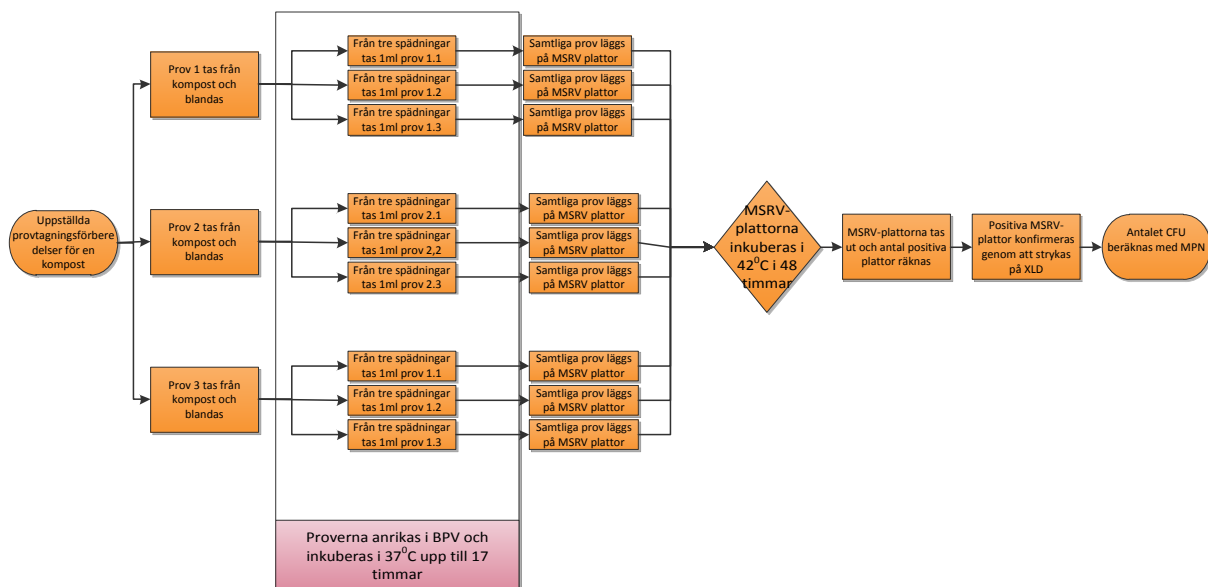 Uppställda
provtagningsförbere
delser för en
kompost
Prov 1 tas från
kompost och
blandas
Från tre spädningar
tas 1ml prov 1.1
Samtliga prov läggs
på MSRV plattor
Från tre spädningar
tas 1ml prov 1.2
Samtliga prov läggs
på MSRV plattor
Från tre spädningar
tas 1ml prov 1.3
Samtliga prov läggs
på MSRV plattor
Prov 2 tas från
kompost och
blandas
Från tre spädningar
tas 1ml prov 2.1
Samtliga prov läggs
på MSRV plattor
Från tre spädningar
tas 1ml prov 2,2
Samtliga prov läggs
på MSRV plattor
Från tre spädningar
tas 1ml prov 2.3
Samtliga prov läggs
på MSRV plattor
Prov 3 tas från
kompost och
blandas
Från tre spädningar
tas 1ml prov 1.1
Samtliga prov läggs
på MSRV plattor
Från tre spädningar
tas 1ml prov 1.2
Samtliga prov läggs
på MSRV plattor
Från tre spädningar
tas 1ml prov 1.3
Samtliga prov läggs
på MSRV plattor
Proverna anrikas i BPV och
inkuberas i 37⁰C upp till 17
timmar
MSRV-
plattorna
inkuberas i
42⁰C i 48
timmar
MSRV-plattorna tas
ut och antal positiva
plattor räknas
Positiva MSRV-
plattor konfirmeras
genom att strykas
på XLD
Antalet CFU
beräknas med MPN